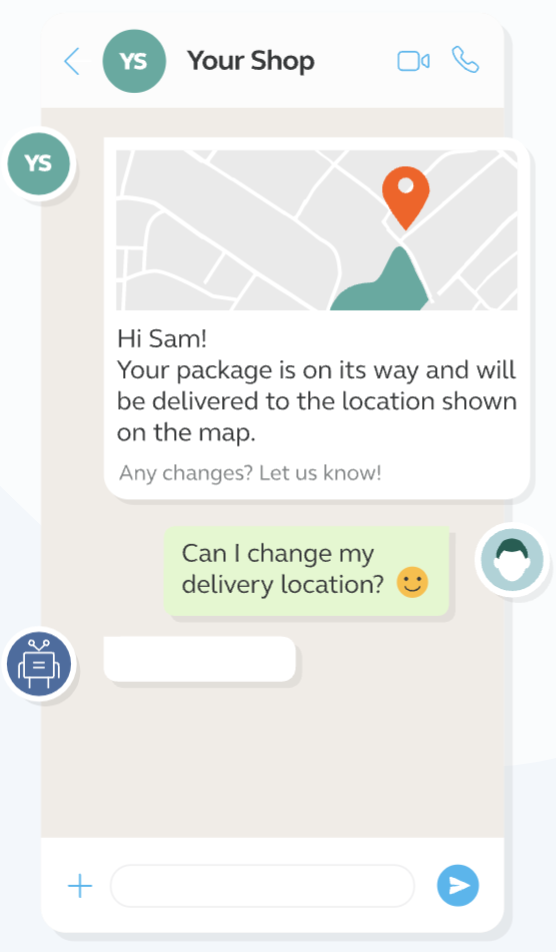 YS
Your Shop
YS
Hi Sam!
Your package is on its way and will
be delivered to the location shown
on the map.
Any changes? Let us know!
Can I change my
delivery location? 🙂